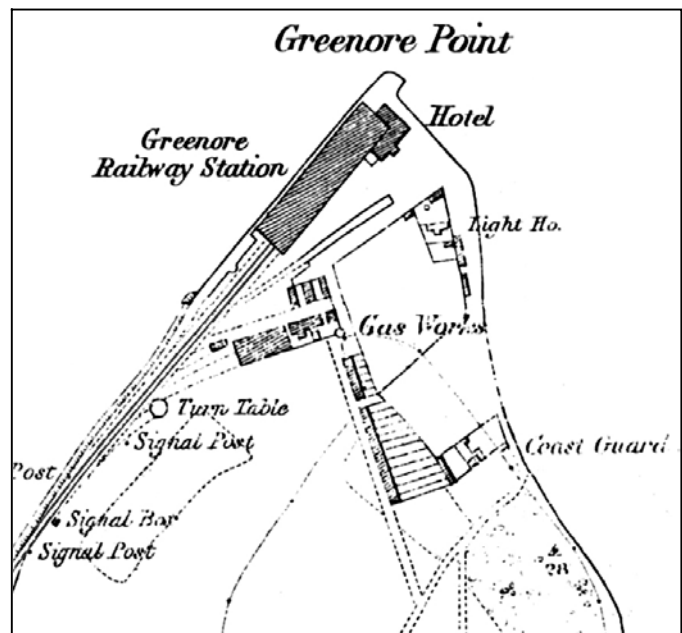 Greenore Point
Hotel
Greenore
Railway Station
Light Ho.
Gas Works
Turn Table
Signal Post
Coast Guard
Post
Signal Box
Signal Post
28